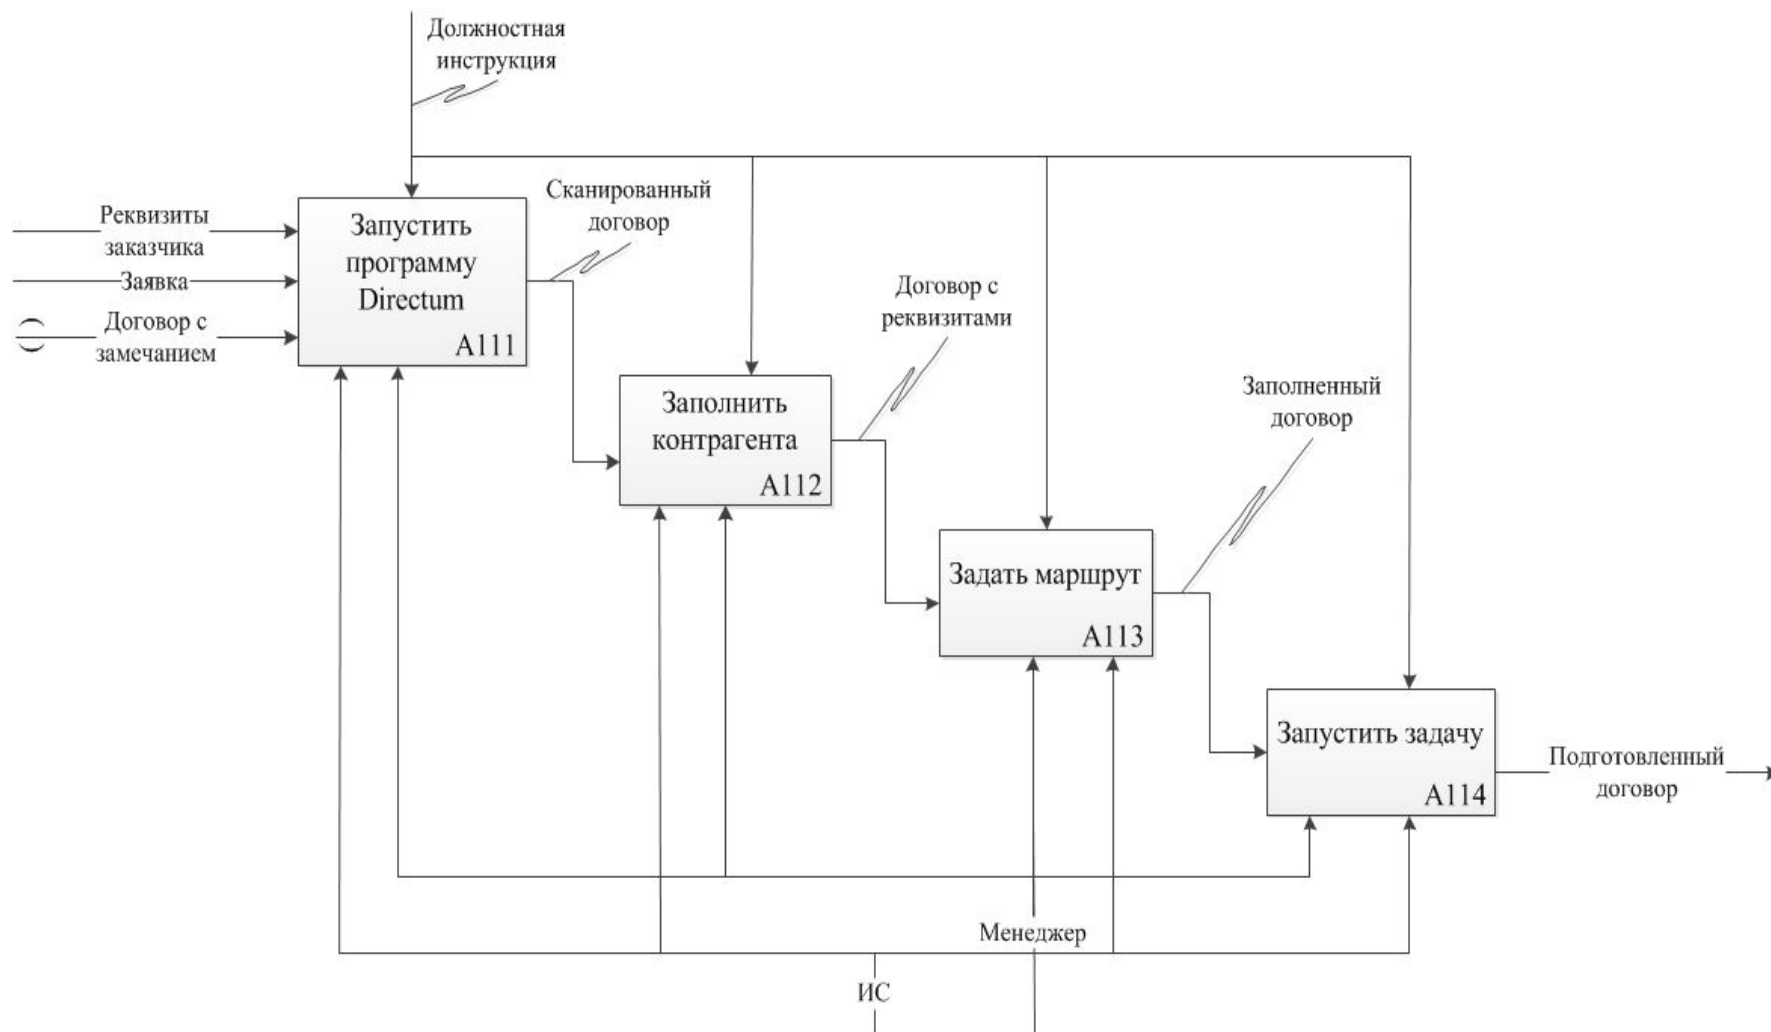 Должностная
инструкция
Реквизиты
заказчика
Заявка
Договор с
замечанием
Запустить
программу
Directum
А111
Сканированный
договор
Заполнить
контрагента
А112
Договор с
реквизитами
Задать маршрут
А113
Заполненный
договор
Запустить задачу
А114
Подготовленный
договор
Менеджер
ИС